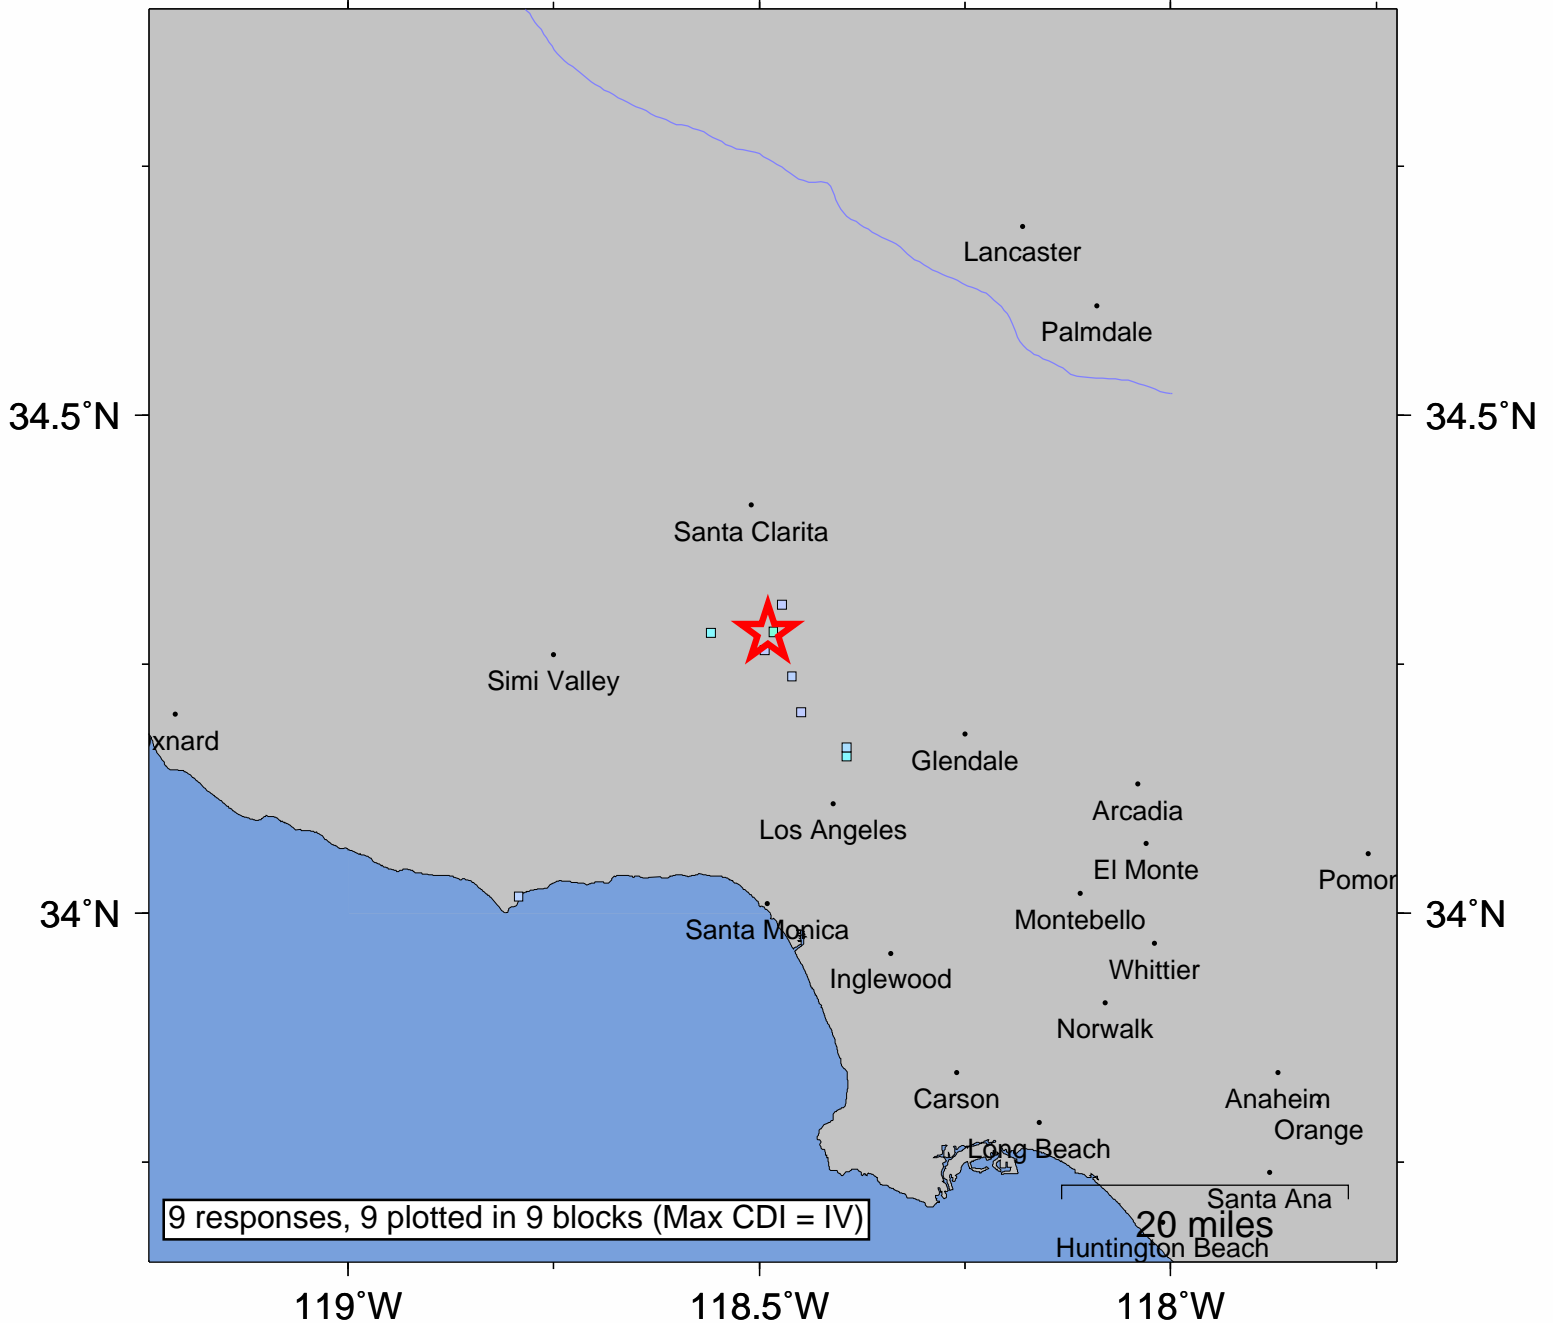 Lancaster
Palmdale
34.5°N
34.5°N
Santa Clarita
Simi Valley
xnard
Glendale
Los Angeles
Arcadia
El Monte
Pomor
34°N
34°N
Montebello
Santa Monica
Whittier
Inglewood
Norwalk
Carson
Anaheim
Orange
Long Beach
Santa Ana
9 responses, 9 plotted in 9 blocks (Max CDI = IV)
20 miles
Huntington Beach
119°W
118.5°W
118°W